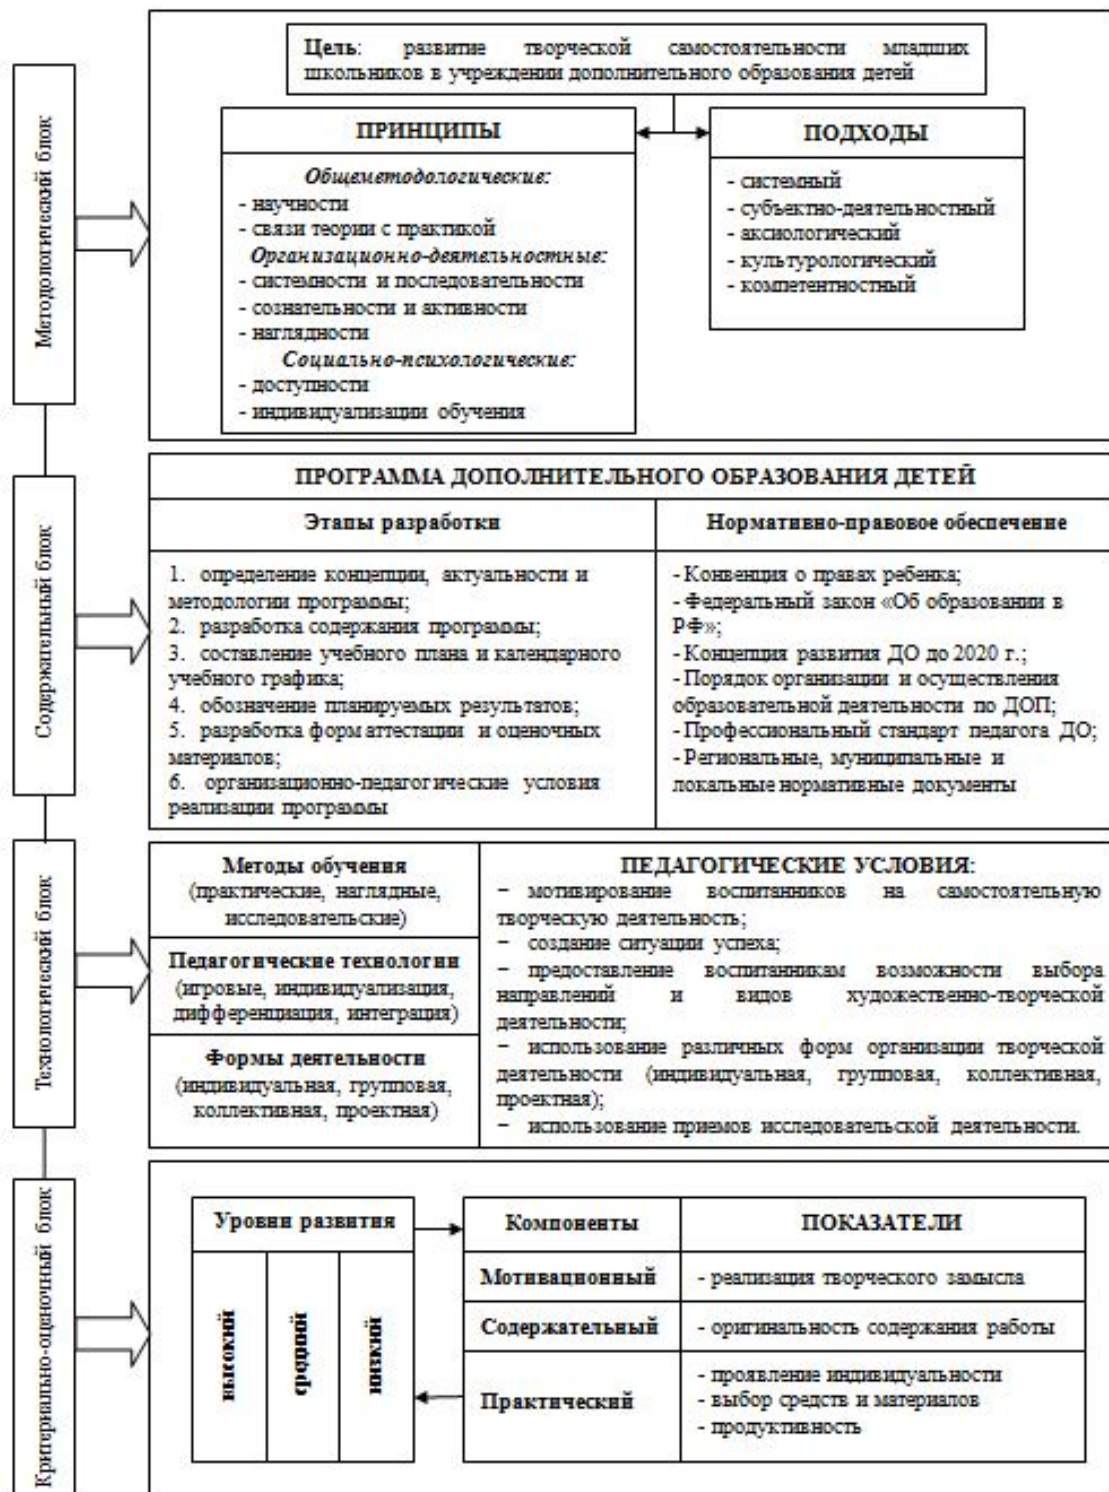 Методологический блок
Цель: развитие творческой самостоятельности младших
школьников в учреждении дополнительного образования детей
ПРИНЦИПЫ
Общеметодологические:
- научности
- связи теории с практикой
Организационно-деятельностные:
- системности и последовательности
- сознательности и активности
- наглядности
Социально-психологические:
- доступности
- индивидуализации обучения
ПОДХОДЫ
- системный
- субъектно-деятельностный
- аксиологический
- культурологический
- компетентностный
Содержательный блок
ПРОГРАММА ДОПОЛНИТЕЛЬНОГО ОБРАЗОВАНИЯ ДЕТЕЙ
Этапы разработки
1. определение концепции, актуальности и
методологии программы;
2. разработка содержания программы;
3. составление учебного плана и календарного
учебного графика;
4. обозначение планируемых результатов;
5. разработка форм аттестации и оценочных
материалов;
6. организационно-педагогические условия
реализации программы
Нормативно-правовое обеспечение
- Конвенция о правах ребенка;
- Федеральный закон «Об образовании в
РФ»;
- Концепция развития ДО до 2020 г.;
- Порядок организации и осуществления
образовательной деятельности по ДОП;
- Профессиональный стандарт педагога ДО;
- Региональные, муниципальные и
локальные нормативные документы
Технологический блок
Методы обучения
(практические, наглядные,
исследовательские)
Педагогические технологии
(игровые, индивидуализация,
дифференциация, интеграция)
Формы деятельности
(индивидуальная, групповая,
коллективная, проектная)
ПЕДАГОГИЧЕСКИЕ УСЛОВИЯ:
– мотивирование воспитанников на самостоятельную
творческую деятельность;
– создание ситуации успеха;
– предоставление воспитанникам возможности выбора
направлений и видов художественно-творческой
деятельности;
– использование различных форм организации творческой
деятельности (индивидуальная, групповая, коллективная,
проектная);
– использование приемов исследовательской деятельности.
Критериально-оценочный блок
Уровни развития
высокий
средний
низкий
Компоненты
ПОКАЗАТЕЛИ
Мотивационный
- реализация творческого замысла
Содержательный
- оригинальность содержания работы
Практический
- проявление индивидуальности
- выбор средств и материалов
- продуктивность